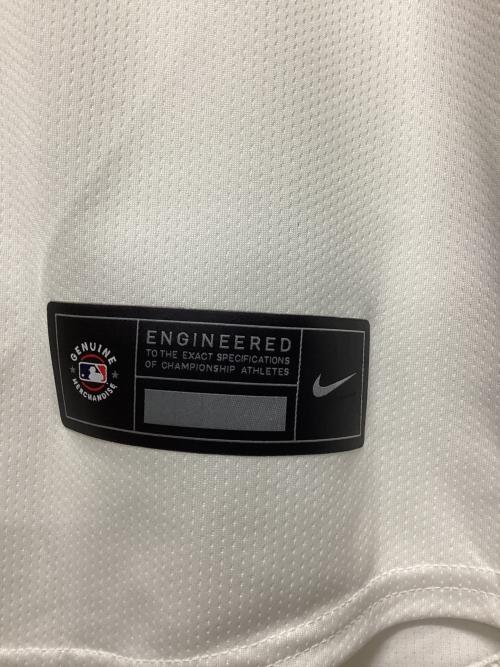 GENUINE
MERCHANDISE
ENGINEERED
TO THE EXACT SPECIFICATIONS
OF CHAMPIONSHIP ATHLETES